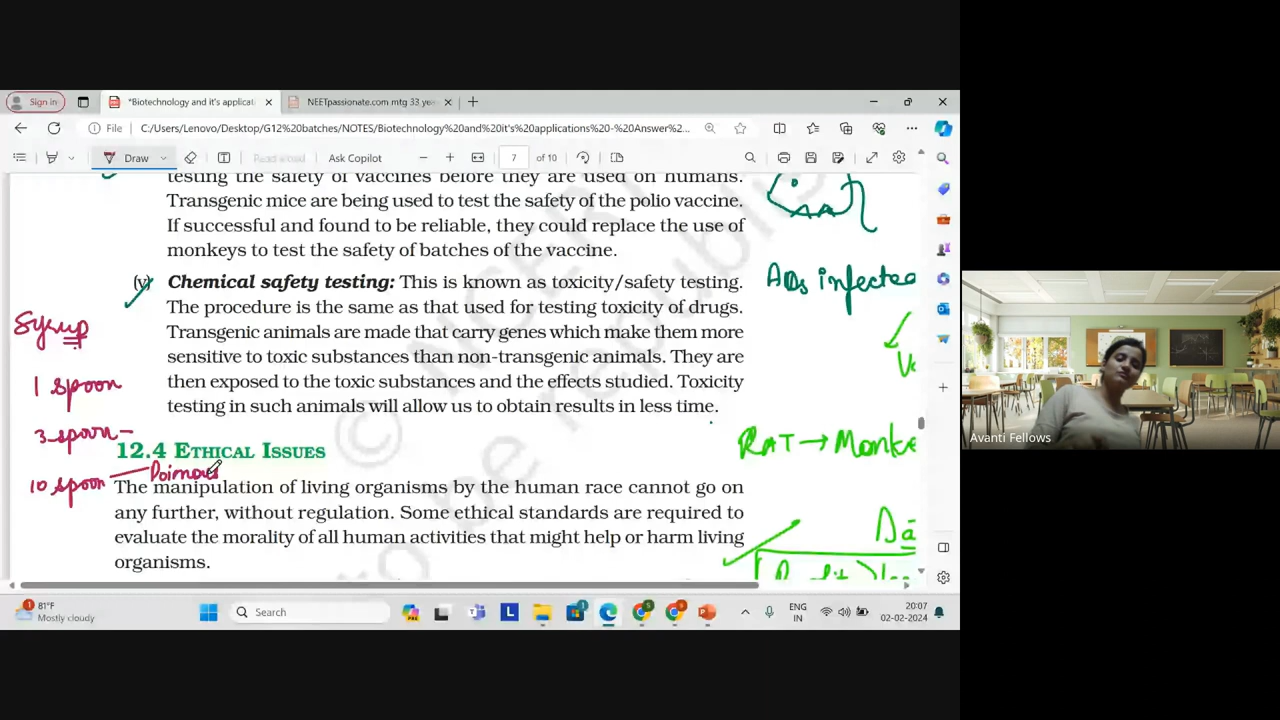 Sign in
*Biotechnology and it's applicati
NEETpassionate.com mtg 33 ye
File
C:/Users/Lenovo/Desktop/G12%20batches/NOTES/Biotechnology%20and%20it's%20applications%20-%20Answer%2...
Draw
Read aloud
Ask Copilot
7
of 10
testing the safety of vaccines before they are used on humans.
Transgenic mice are being used to test the safety of the polio vaccine.
If successful and found to be reliable, they could replace the use of
monkeys to test the safety of batches of the vaccine.
(v) Chemical safety testing: This is known as toxicity/safety testing.
The procedure is the same as that used for testing toxicity of drugs.
Transgenic animals are made that carry genes which make them more
sensitive to toxic substances than non-transgenic animals. They are
then exposed to the toxic substances and the effects studied. Toxicity
testing in such animals will allow us to obtain results in less time.
Syrup
1 spoon
3 spoon
10 spoon
infected
RAT → Monke
12.4 ETHICAL ISSUES
The manipulation of living organisms by the human race cannot go on
any further, without regulation. Some ethical standards are required to
evaluate the morality of all human activities that might help or harm living
organisms.
© NCERT
to be republis
Avanti Fellows
81°F
Mostly cloudy
Search
ENG
IN
20:07
02-02-2024